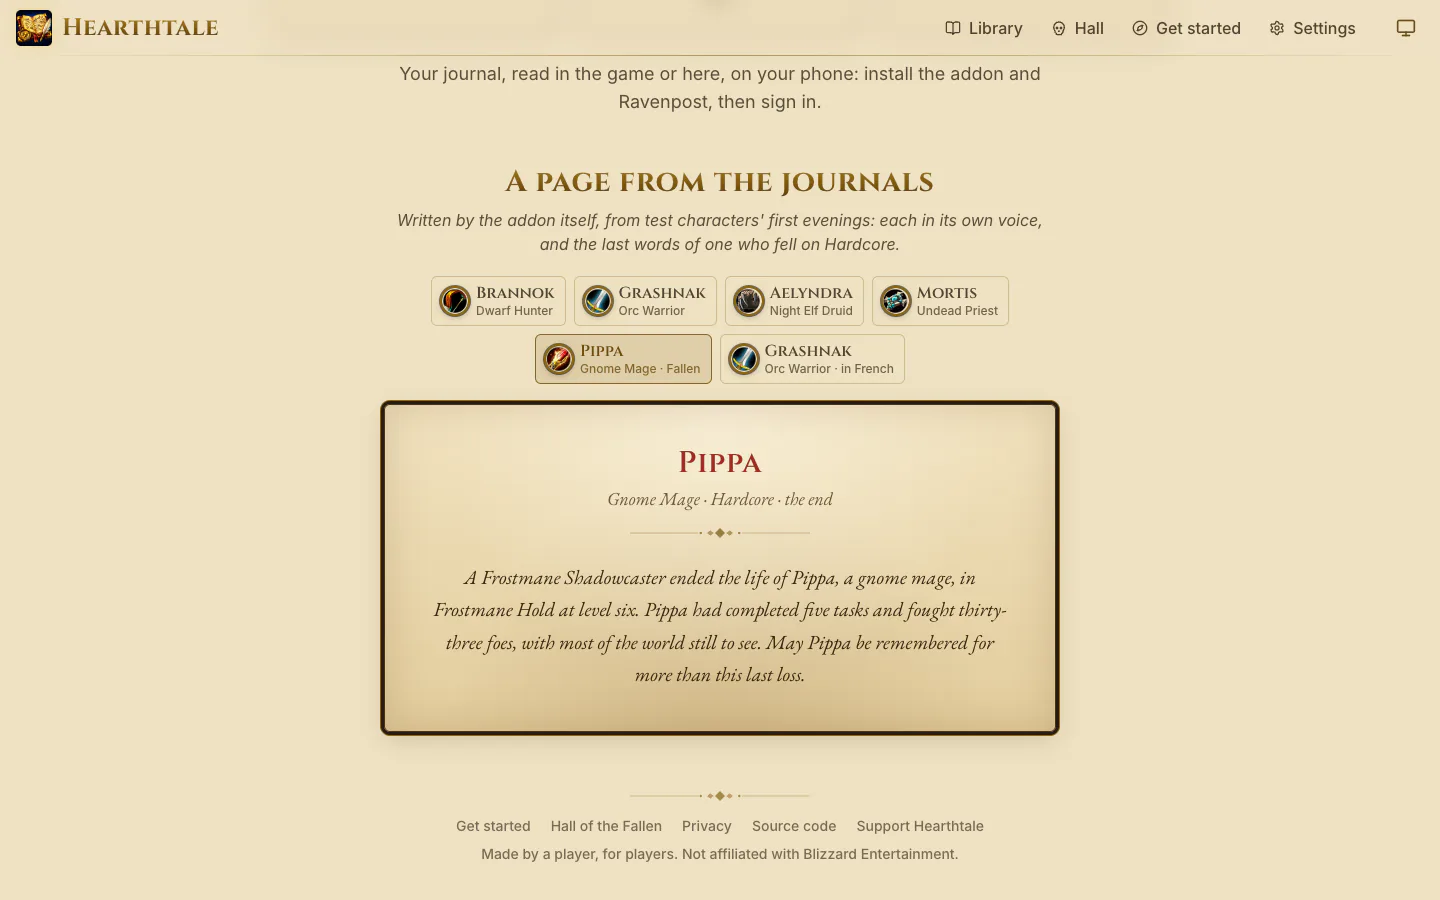 Hearthtale
Library
Hall
Get started
Settings
Your journal, read in the game or here, on your phone: install the addon and
Ravenpost, then sign in.
A page from the journals
Written by the addon itself, from test characters' first evenings: each in its own voice,
and the last words of one who fell on Hardcore.
Brannok
Dwarf Hunter
Grashnak
Orc Warrior
Aelyndra
Night Elf Druid
Mortis
Undead Priest
Pippa
Gnome Mage · Fallen
Grashnak
Orc Warrior · in French
Pippa
Gnome Mage · Hardcore · the end
A Frostmane Shadowcaster ended the life of Pippa, a gnome mage, in
Frostmane Hold at level six. Pippa had completed five tasks and fought thirty-
three foes, with most of the world still to see. May Pippa be remembered for
more than this last loss.
Get started
Hall of the Fallen
Privacy
Source code
Support Hearthtale
Made by a player, for players. Not affiliated with Blizzard Entertainment.